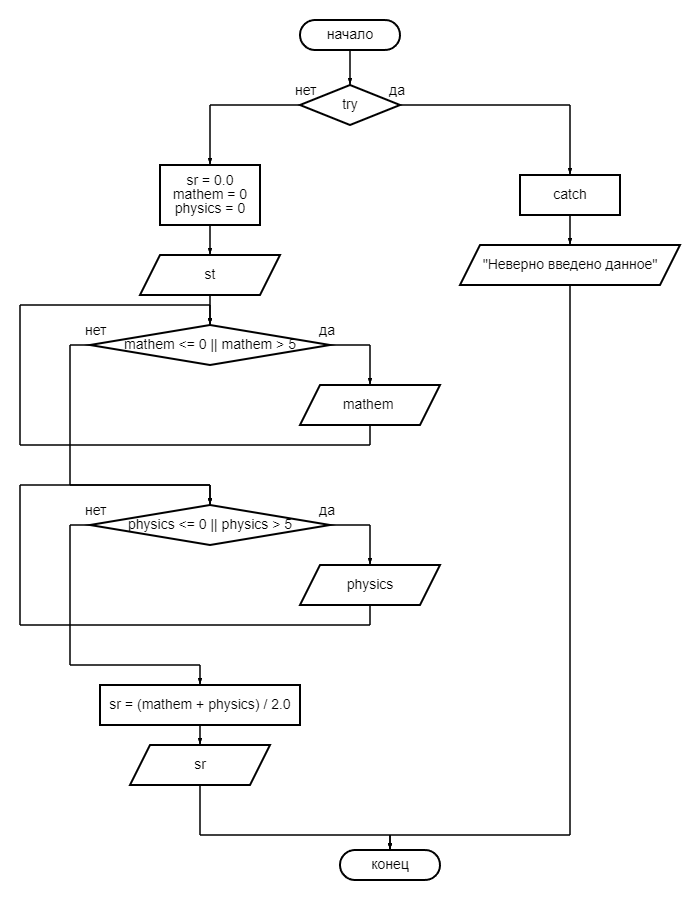 начало
нет
да
try
sr = 0.0
mathem = 0
physics = 0
catch
st
"Неверно введено данное"
нет
да
mathem <= 0 || mathem > 5
mathem
нет
да
physics <= 0 || physics > 5
physics
sr = (mathem + physics) / 2.0
sr
конец